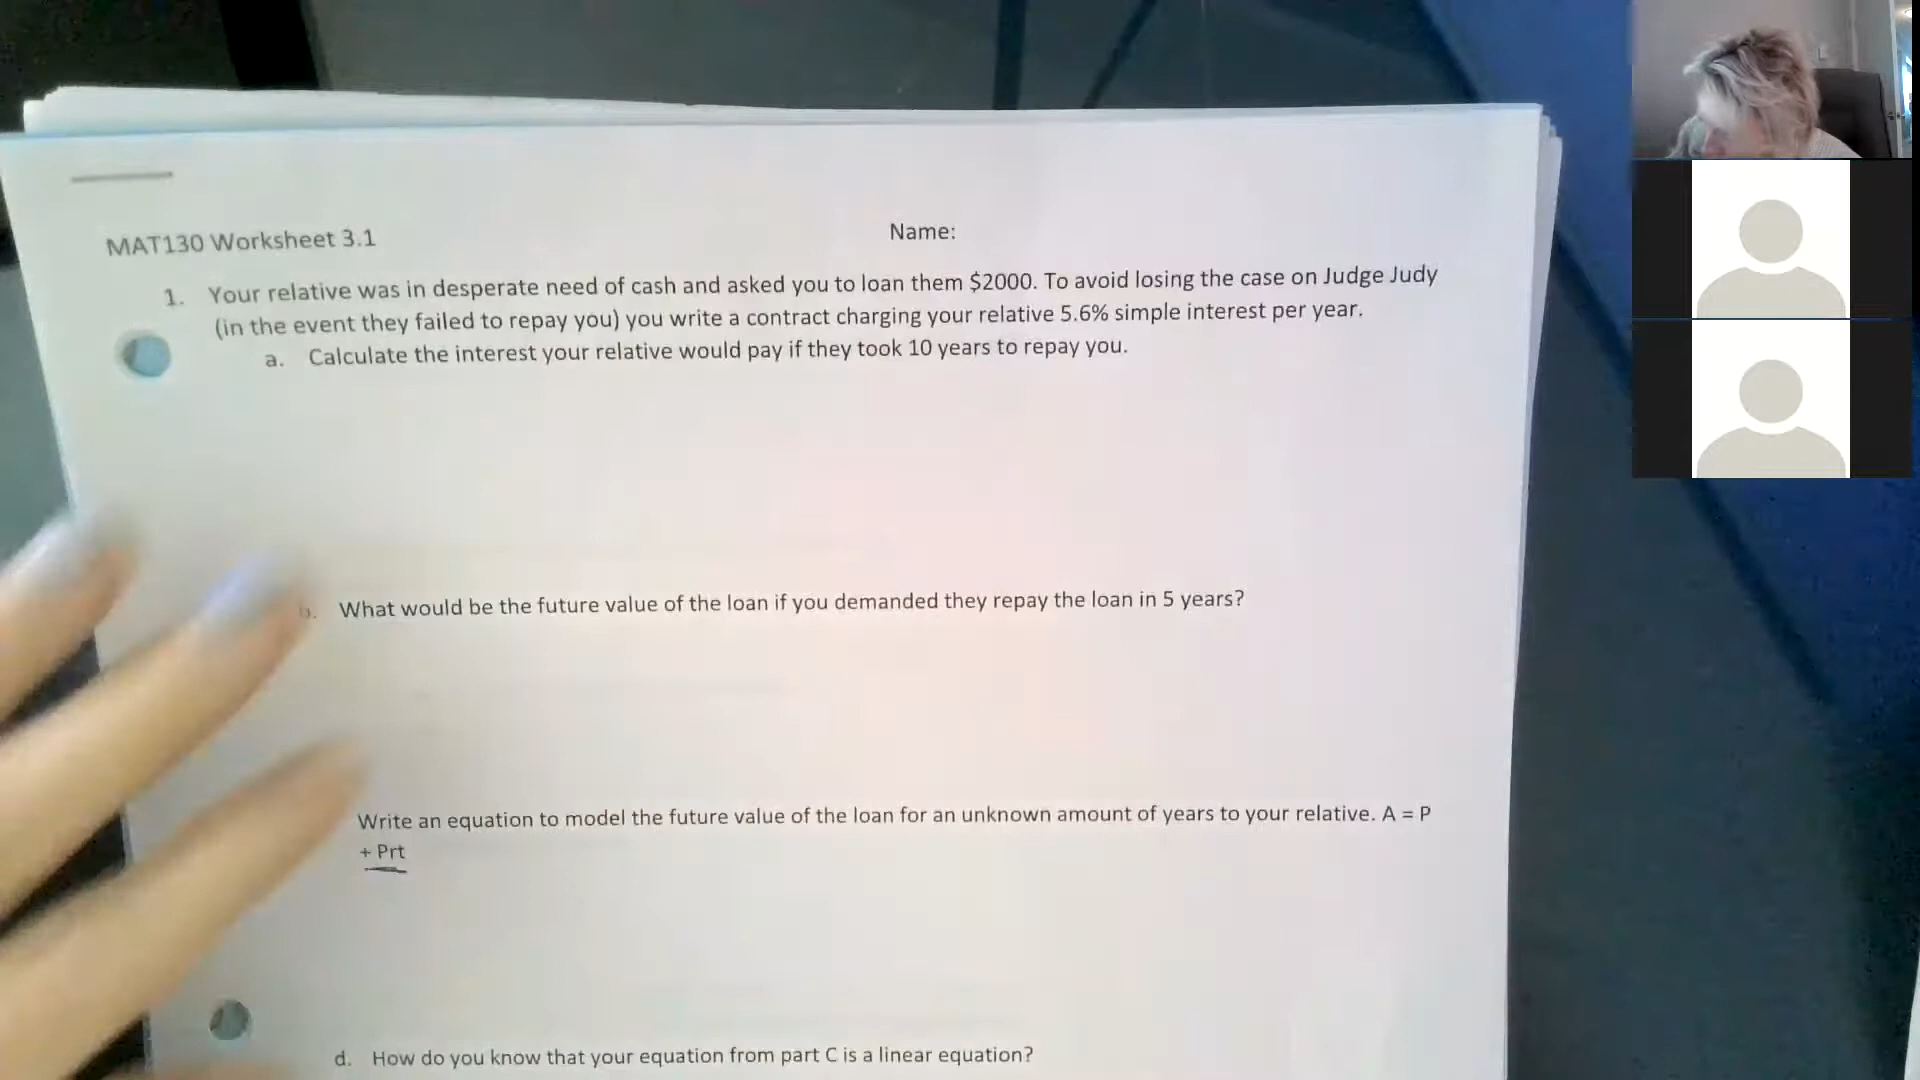 MAT130 Worksheet 3.1
Name:
1. Your relative was in desperate need of cash and asked you to loan them $2000. To avoid losing the case on Judge Judy
(in the event they failed to repay you) you write a contract charging your relative 5.6% simple interest per year.
a. Calculate the interest your relative would pay if they took 10 years to repay you.
b. What would be the future value of the loan if you demanded they repay the loan in 5 years?
Write an equation to model the future value of the loan for an unknown amount of years to your relative. A = P
+ Prt
d. How do you know that your equation from part C is a linear equation?